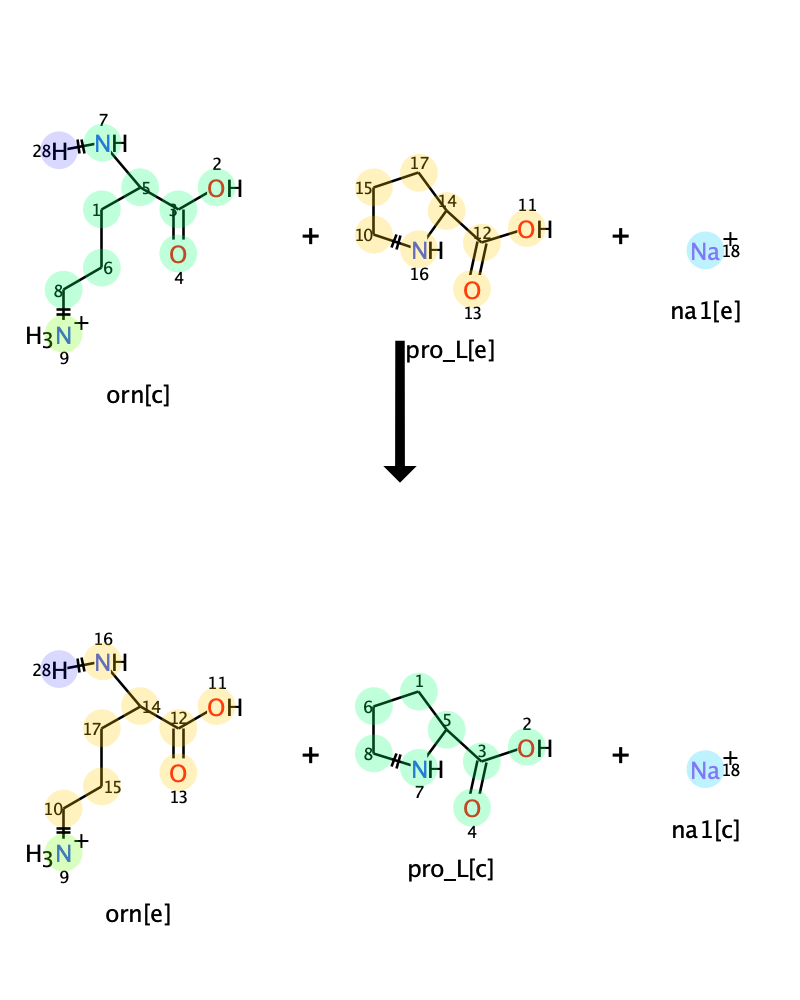 7
28H NH
2
5 OH
1 3
O
6 4
8
H3N+
9
orn[c]
+
17
15
14
11
10 12 OH
NH
16
O
13
pro_L[e]
+
Na+18
na1[e]
16
28H NH
11
14 OH
17 12
O
15 13
10
H3N+
9
orn[e]
+
1
6
5
2
8 3 OH
NH
7
O
4
pro_L[c]
+
Na+18
na1[c]